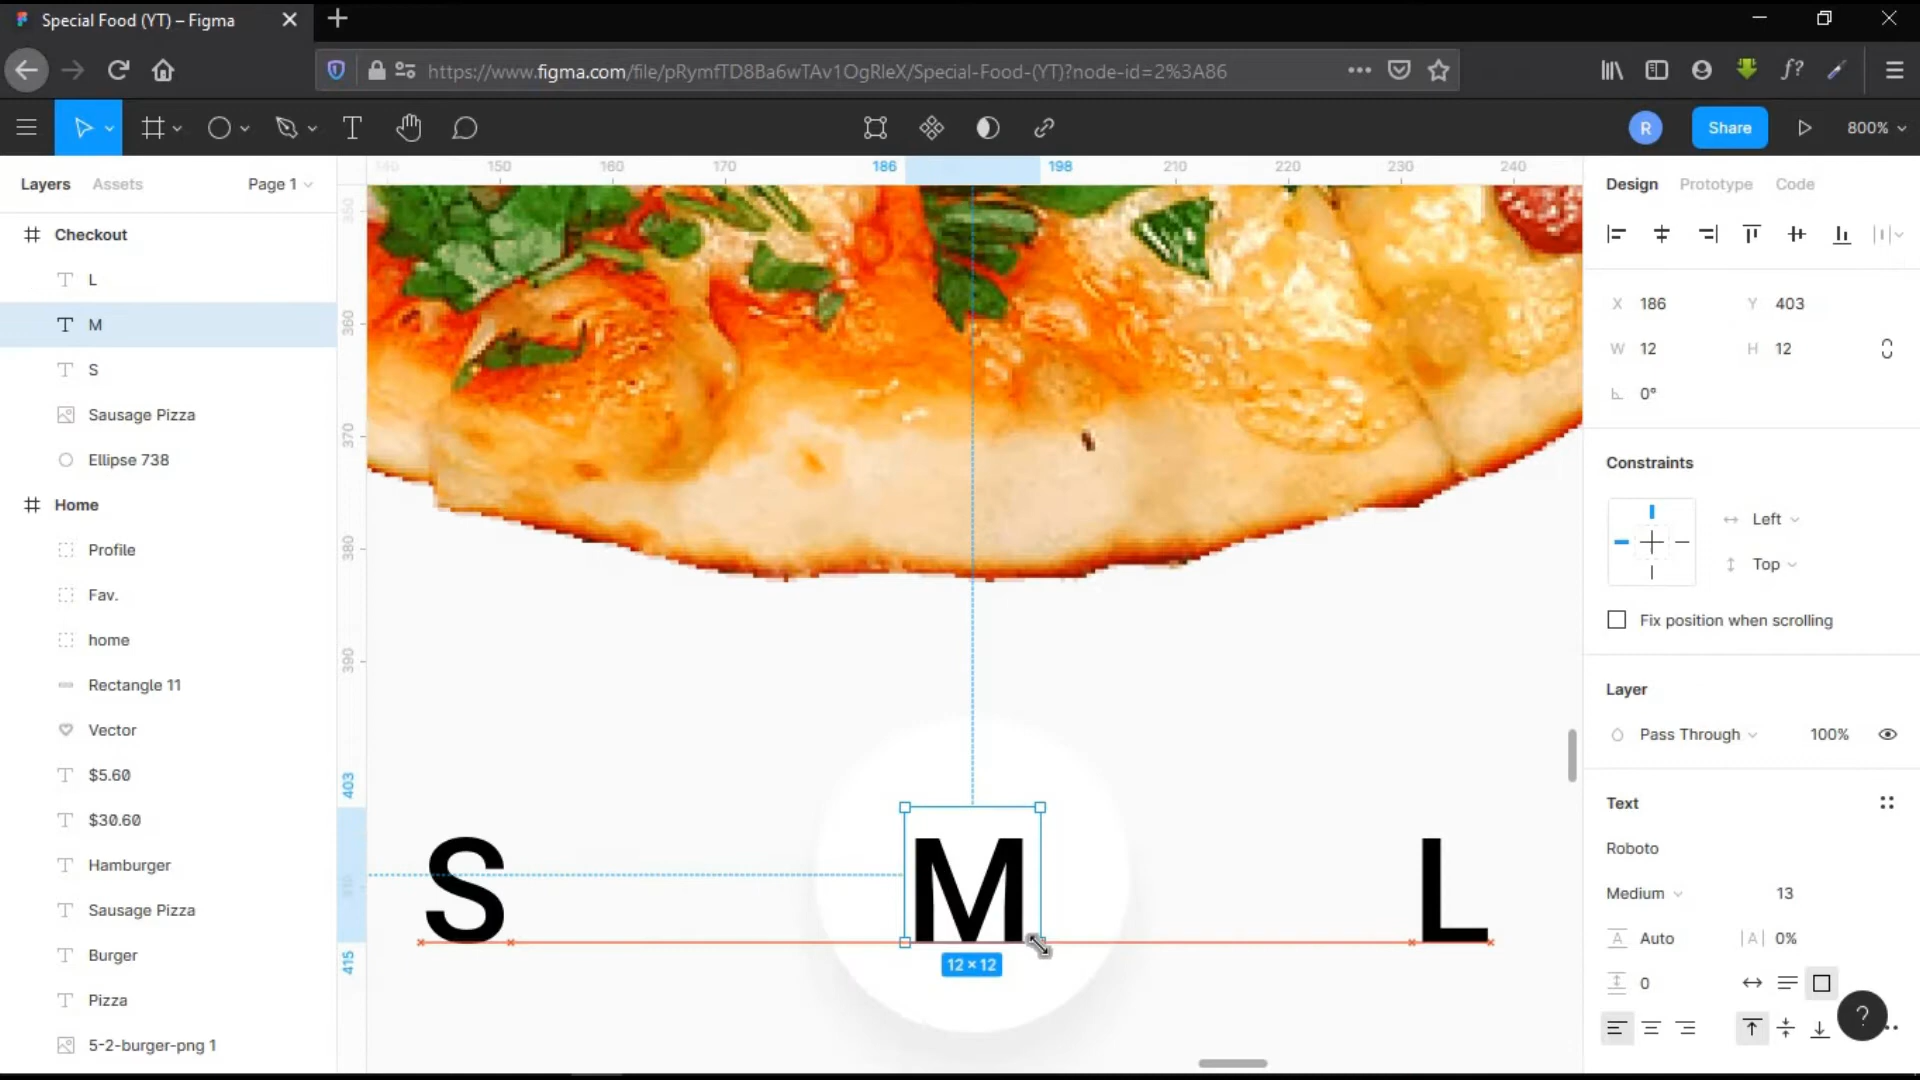 Special Food (YT) – Figma
https://www.figma.com/file/pRymfTD8Ba6wTAv1OgRleX/Special-Food-(YT)?node-id=2%3A86
f?
R
Share
800%
Layers
Assets
Page 1
140
150
160
170
186
198
210
220
230
240
Design
Prototype
Code
Checkout
L
M
S
Sausage Pizza
Ellipse 738
Home
Profile
Fav.
home
Rectangle 11
Vector
$5.60
$30.60
Hamburger
Sausage Pizza
Burger
Pizza
5-2-burger-png 1
350
360
370
380
390
403
415
S
M
L
12 × 12
X 186
Y 403
W 12
H 12
0°
Constraints
Left
Top
Fix position when scrolling
Layer
Pass Through
100%
Text
Roboto
Medium
13
A Auto
|A| 0%
0
?